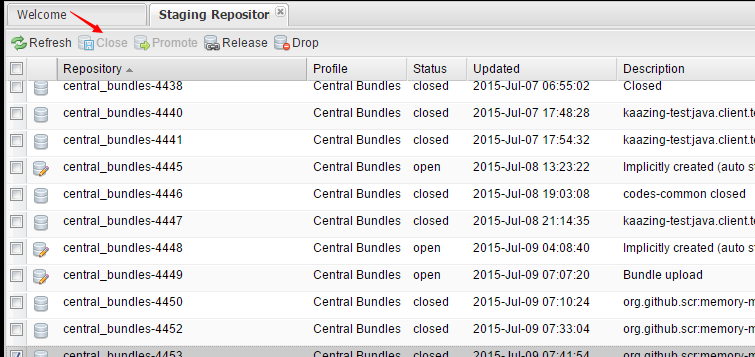 Welcome Staging Repositor
Refresh Close Promote Release Drop
Repository Profile Status Updated Description
central_bundles-4438 Central Bundles closed 2015-Jul-07 06:55:02 Closed
central_bundles-4440 Central Bundles closed 2015-Jul-07 17:48:28 kaazing-test:java.client.te
central_bundles-4441 Central Bundles closed 2015-Jul-07 17:54:32 kaazing-test:java.client.te
central_bundles-4445 Central Bundles open 2015-Jul-08 13:23:22 Implicitly created (auto st
central_bundles-4446 Central Bundles closed 2015-Jul-08 19:03:08 codes-common closed
central_bundles-4447 Central Bundles closed 2015-Jul-08 21:14:35 kaazing-test:java.client.te
central_bundles-4448 Central Bundles open 2015-Jul-09 04:08:40 Implicitly created (auto st
central_bundles-4449 Central Bundles open 2015-Jul-09 07:07:20 Bundle upload
central_bundles-4450 Central Bundles closed 2015-Jul-09 07:10:24 org.github.scr:memory-m
central_bundles-4452 Central Bundles closed 2015-Jul-09 07:33:04 org.github.scr:memory-m
central_bundles-4453 Central Bundles closed 2015-Jul-09 07:41:54 org.github.scr:memory-m